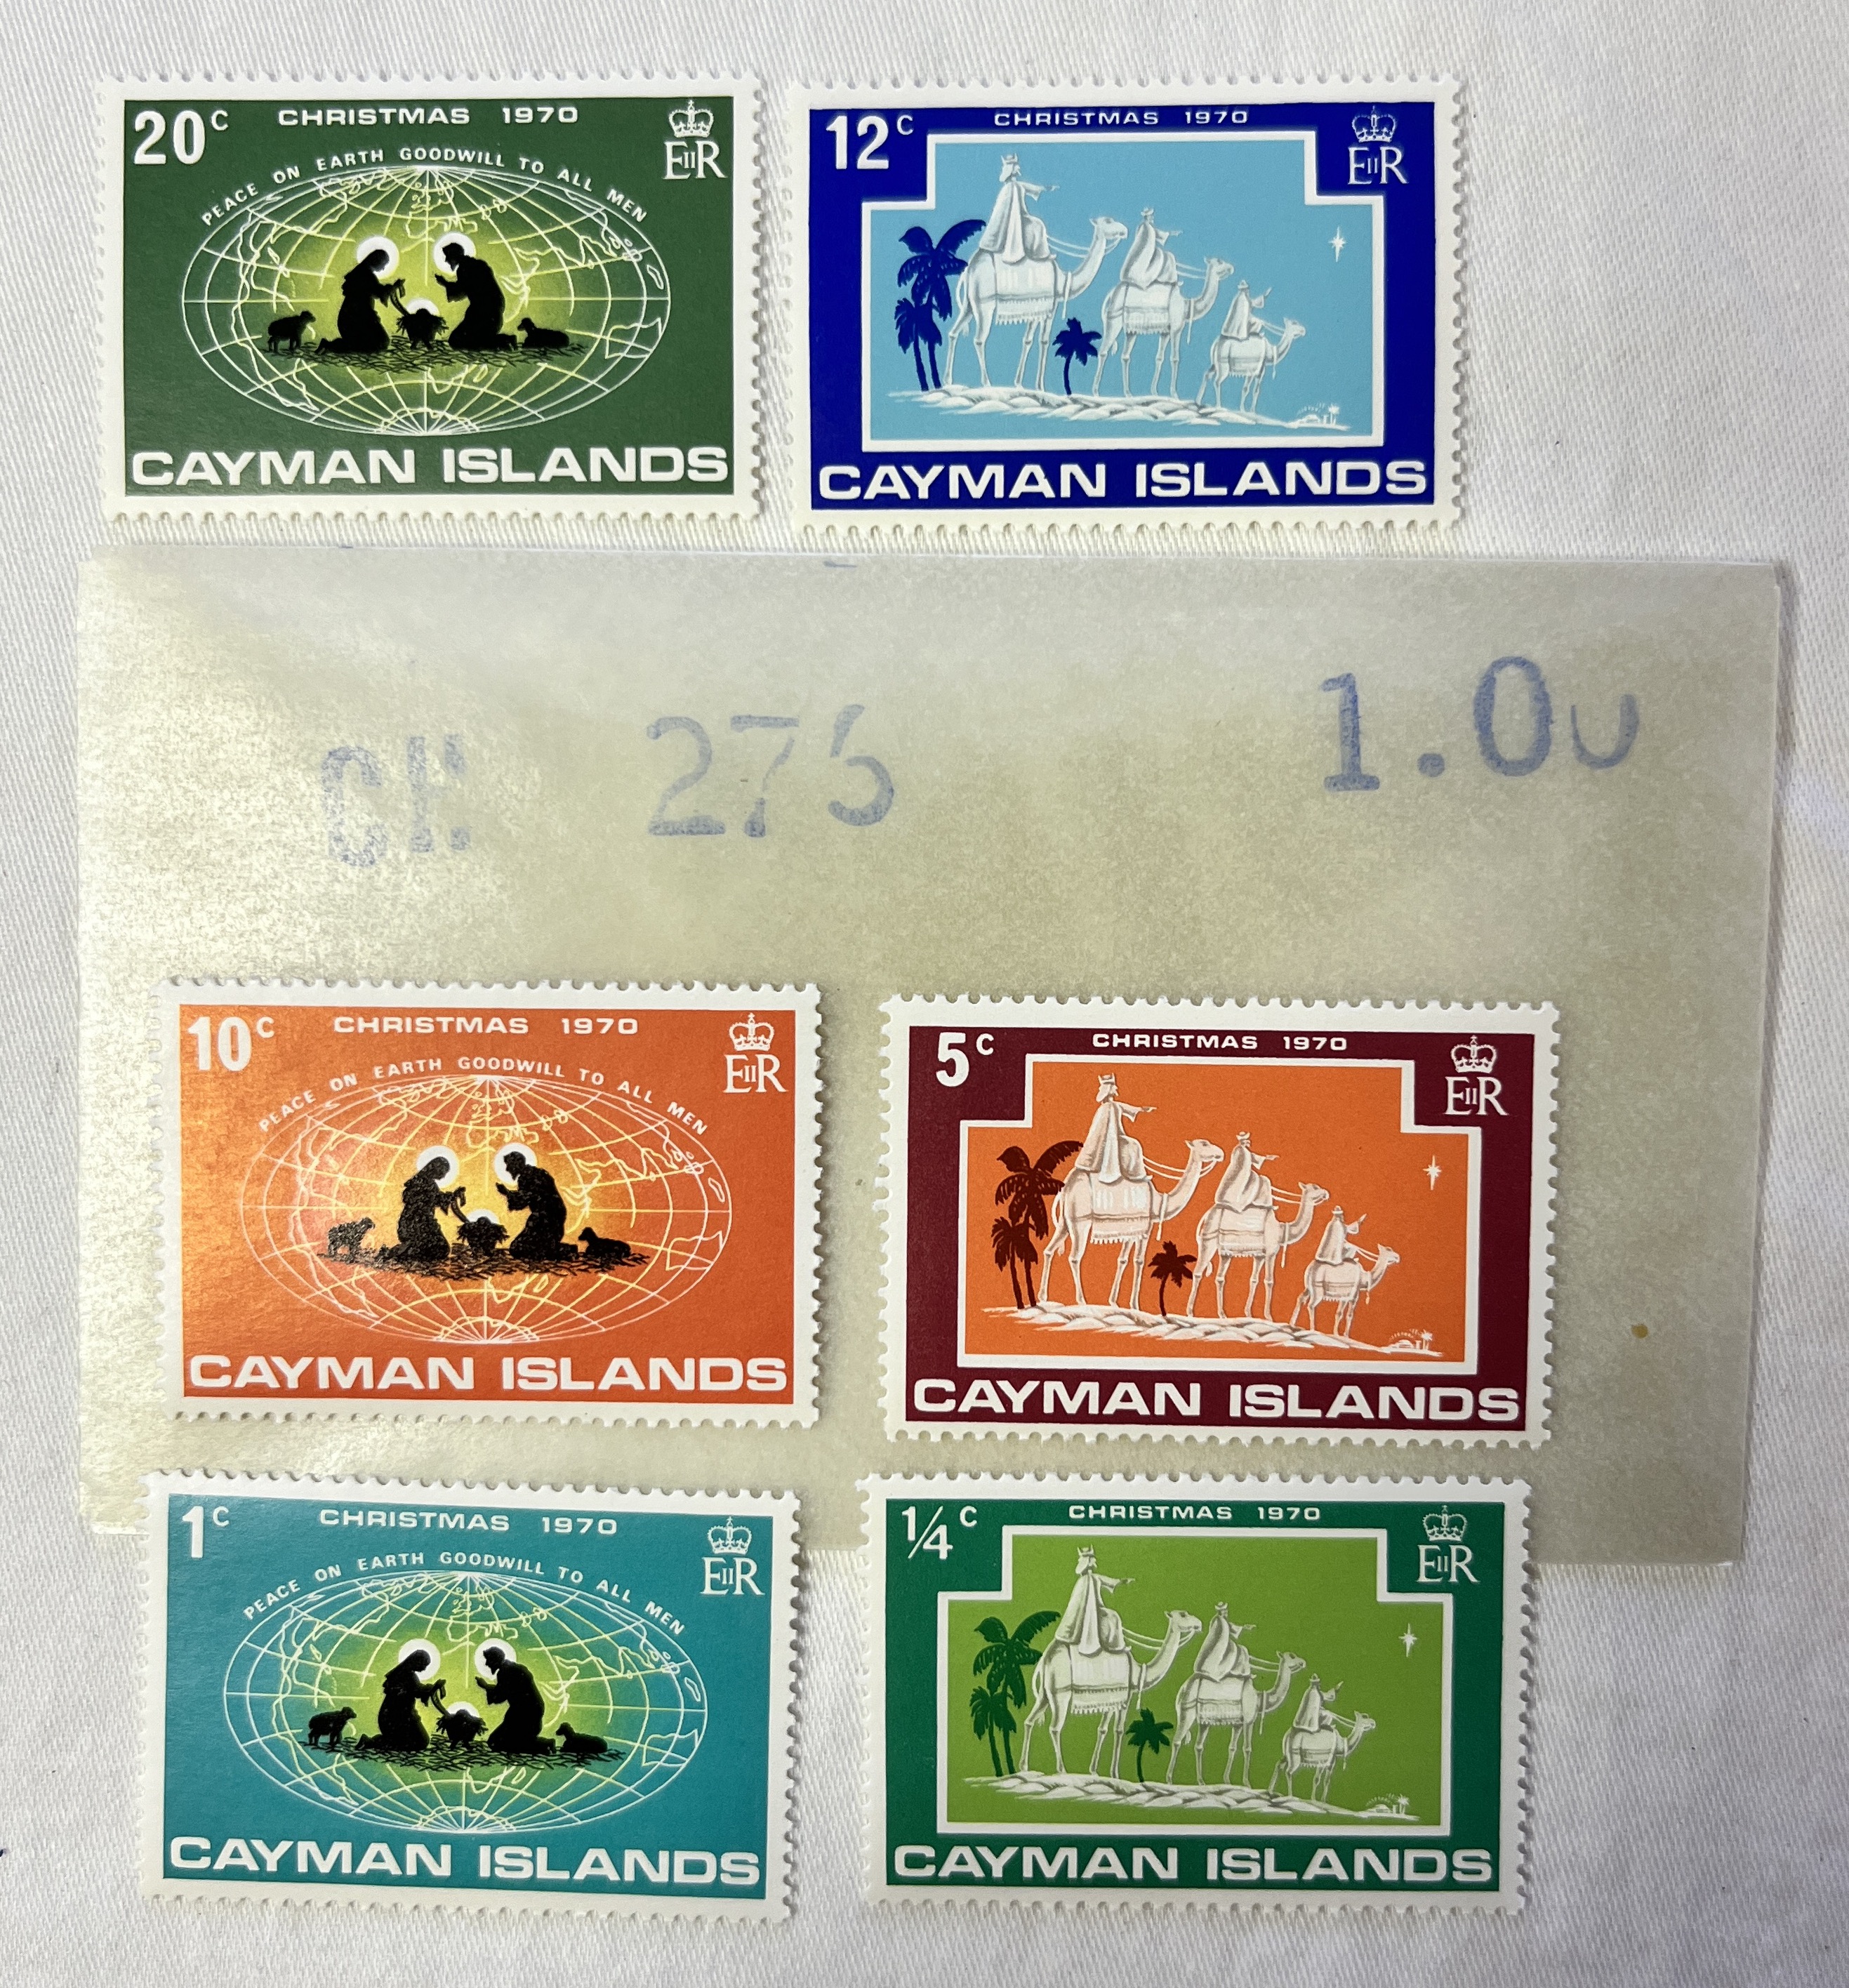 20c CHRISTMAS 1970
EIIR
PEACE ON EARTH GOODWILL TO ALL MEN
CAYMAN ISLANDS
12c CHRISTMAS 1970
EIIR
CAYMAN ISLANDS
1.00
10c CHRISTMAS 1970
EIIR
PEACE ON EARTH GOODWILL TO ALL MEN
CAYMAN ISLANDS
5c CHRISTMAS 1970
EIIR
CAYMAN ISLANDS
1c CHRISTMAS 1970
EIIR
PEACE ON EARTH GOODWILL TO ALL MEN
CAYMAN ISLANDS
1/4c CHRISTMAS 1970
EIIR
CAYMAN ISLANDS